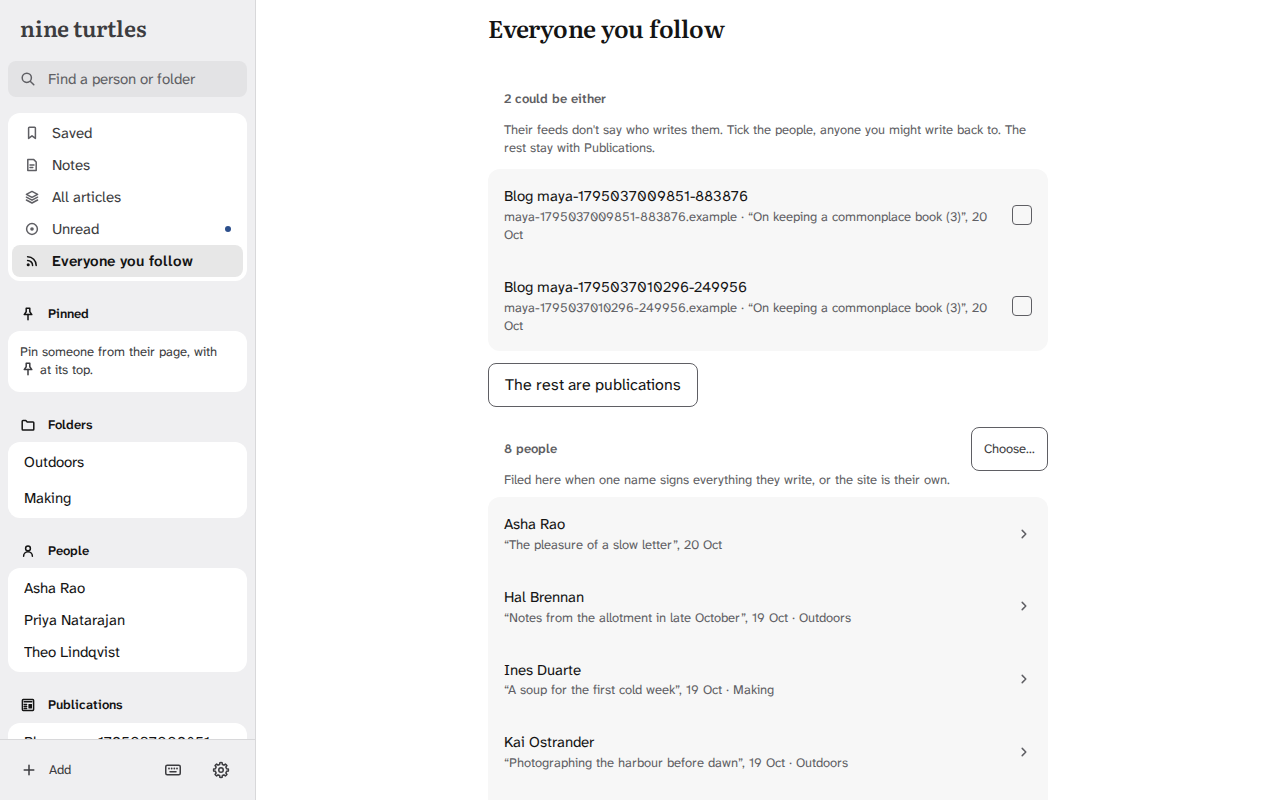 nine turtles
Find a person or folder
Saved
Notes
All articles
Unread
Everyone you follow
Pinned
Pin someone from their page, with
at its top.
Folders
Outdoors
Making
People
Asha Rao
Priya Natarajan
Theo Lindqvist
Publications
Add
Everyone you follow
2 could be either
Their feeds don't say who writes them. Tick the people, anyone you might write back to. The
rest stay with Publications.
Blog maya-1795037009851-883876
maya-1795037009851-883876.example · “On keeping a commonplace book (3)”, 20
Oct
Blog maya-1795037010296-249956
maya-1795037010296-249956.example · “On keeping a commonplace book (3)”, 20
Oct
The rest are publications
8 people
Choose…
Filed here when one name signs everything they write, or the site is their own.
Asha Rao
“The pleasure of a slow letter”, 20 Oct
Hal Brennan
“Notes from the allotment in late October”, 19 Oct · Outdoors
Ines Duarte
“A soup for the first cold week”, 19 Oct · Making
Kai Ostrander
“Photographing the harbour before dawn”, 19 Oct · Outdoors